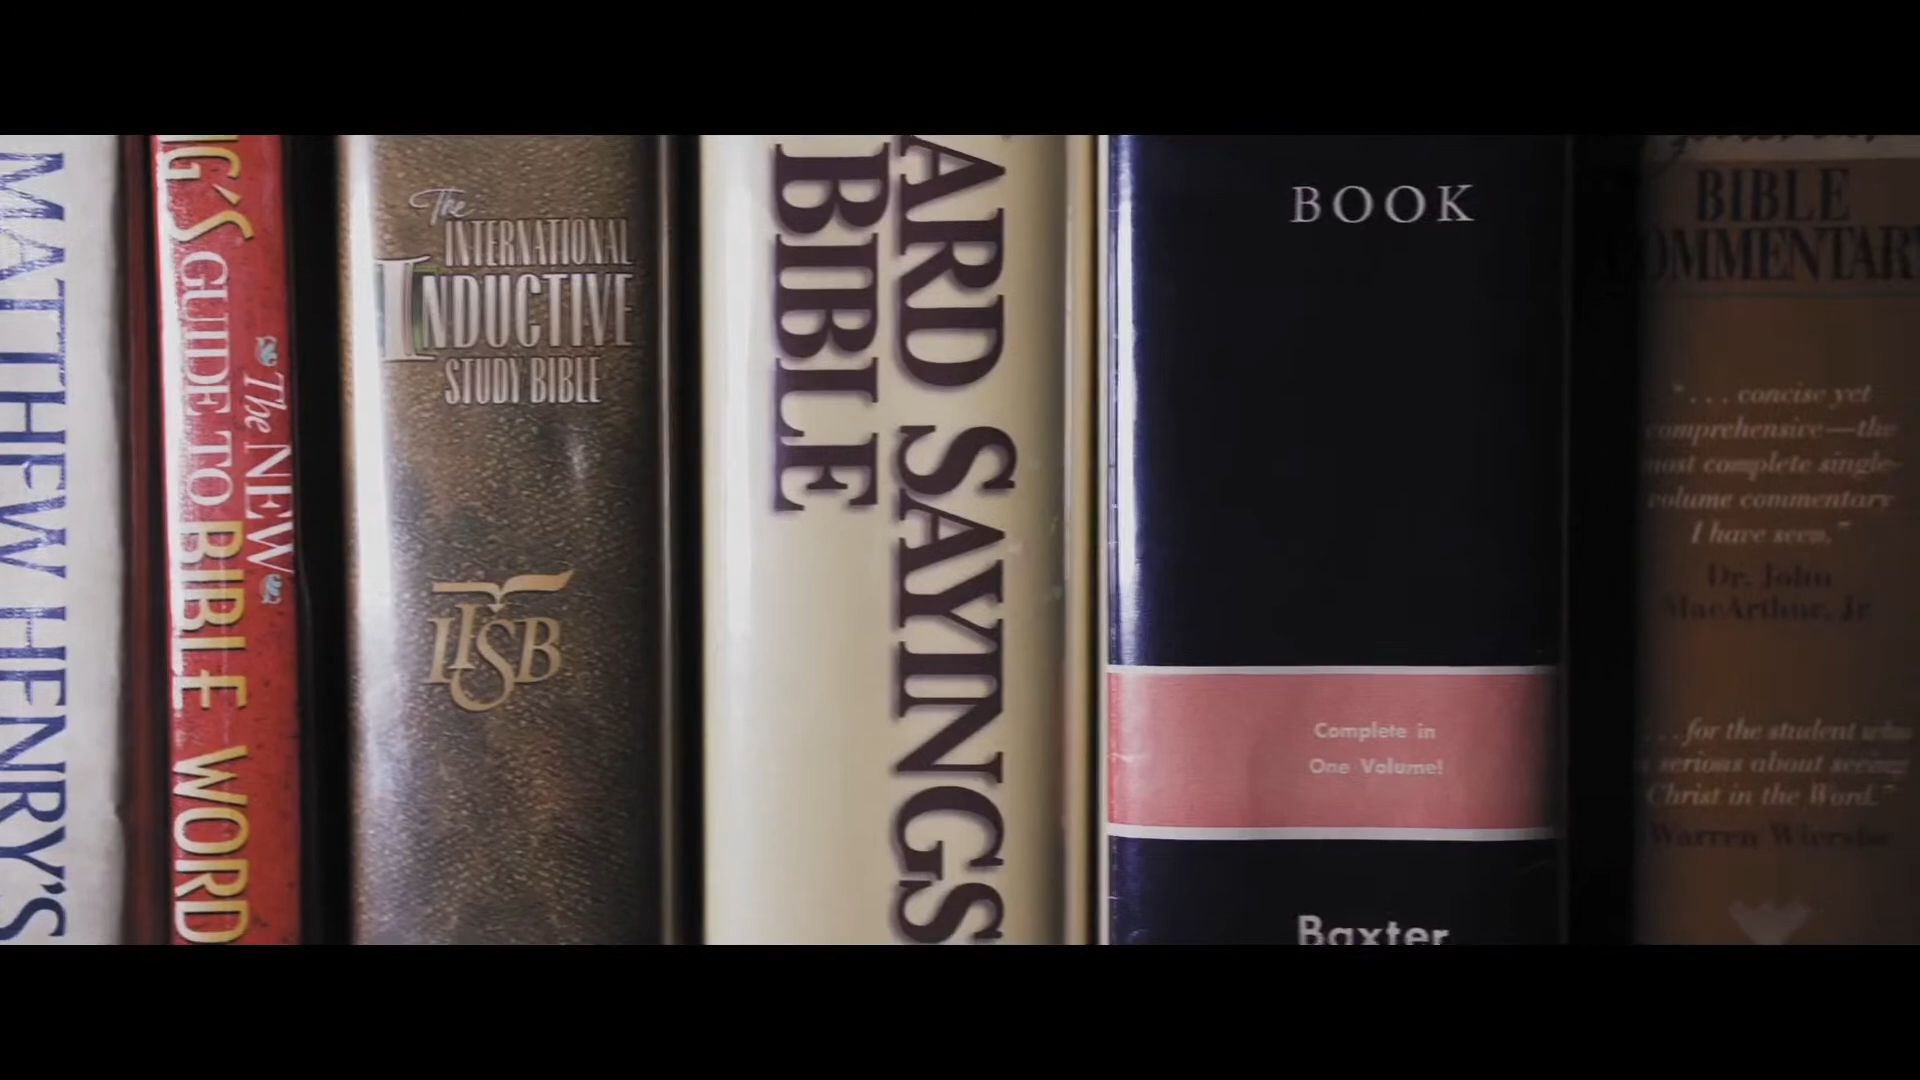 MATTHEW HENRY'S
G'S GUIDE TO BIBLE WORD
The NEW
The
INTERNATIONAL
INDUCTIVE
STUDY BIBLE
IISB
ARD SAYINGS
BIBLE
BOOK
Complete in
One Volume!
Baxter
BIBLE
COMMENTARY
". . . concise yet
comprehensive—the
most complete single-
volume commentary
I have seen."
Dr. John
MacArthur, Jr.
. . . for the student who
serious about seeing
Christ in the Word."
Warren Wiersbe